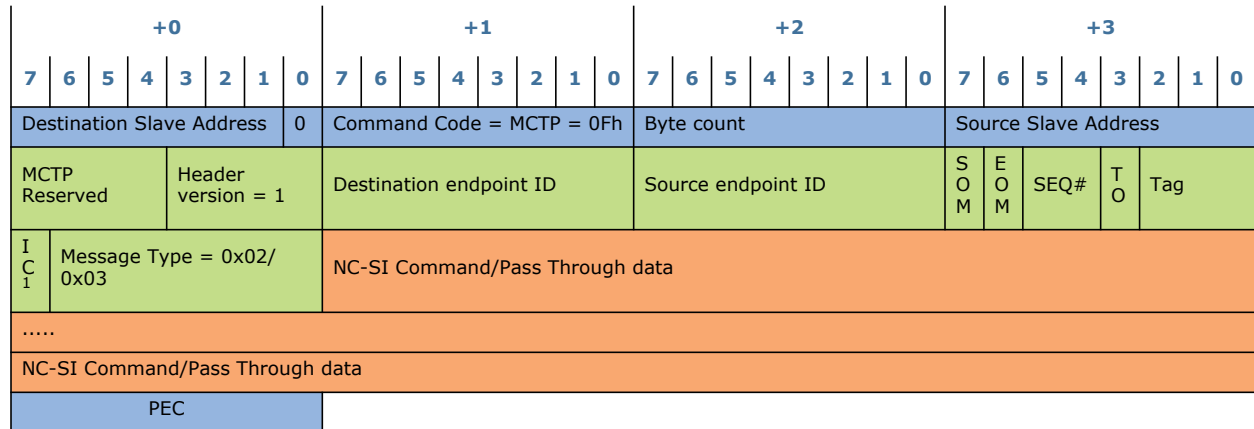 +0 +1 +2 +3
7 6 5 4 3 2 1 0 7 6 5 4 3 2 1 0 7 6 5 4 3 2 1 0 7 6 5 4 3 2 1 0
Destination Slave Address 0 Command Code = MCTP = 0Fh Byte count Source Slave Address
MCTP
Reserved
Header
version = 1
Destination endpoint ID
Source endpoint ID
S
O
M
E
O
M
SEQ#
T
O
Tag
I
C
1
Message Type = 0x02/
0x03
NC-SI Command/Pass Through data
.....
NC-SI Command/Pass Through data
PEC